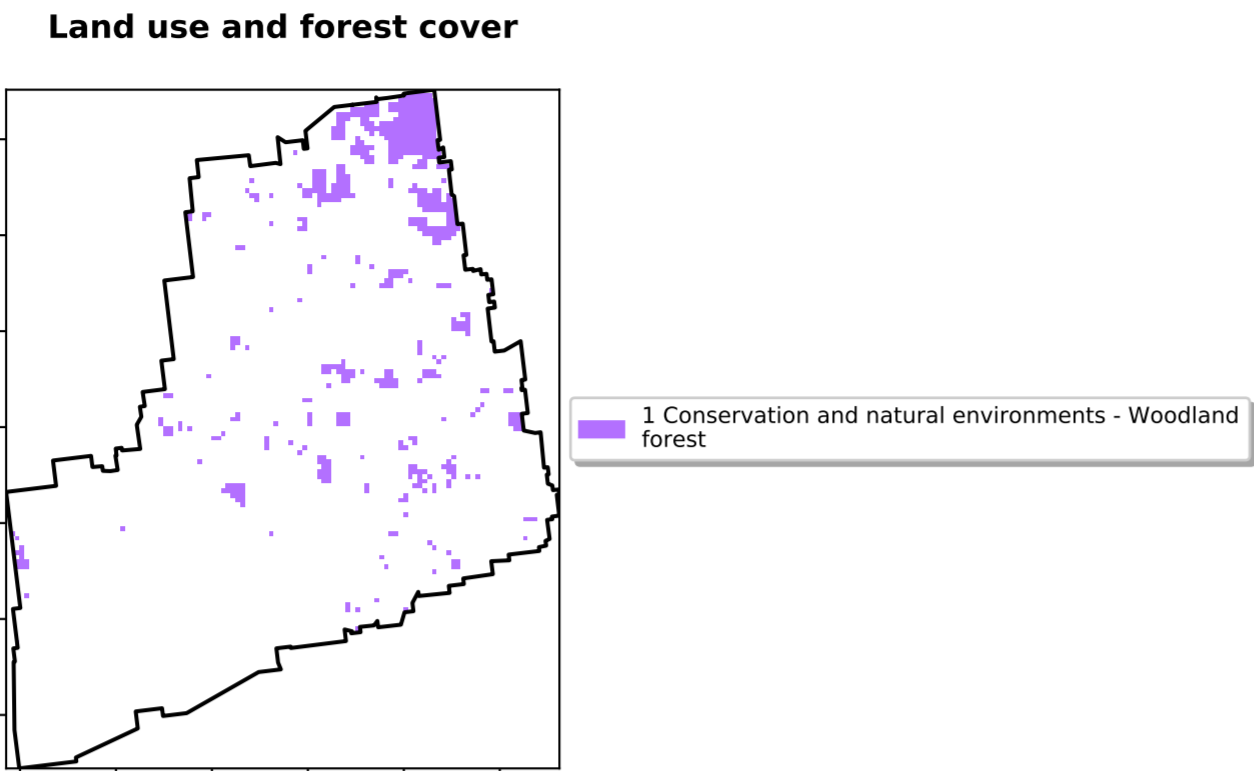 Land use and forest cover
1 Conservation and natural environments - Woodland
forest